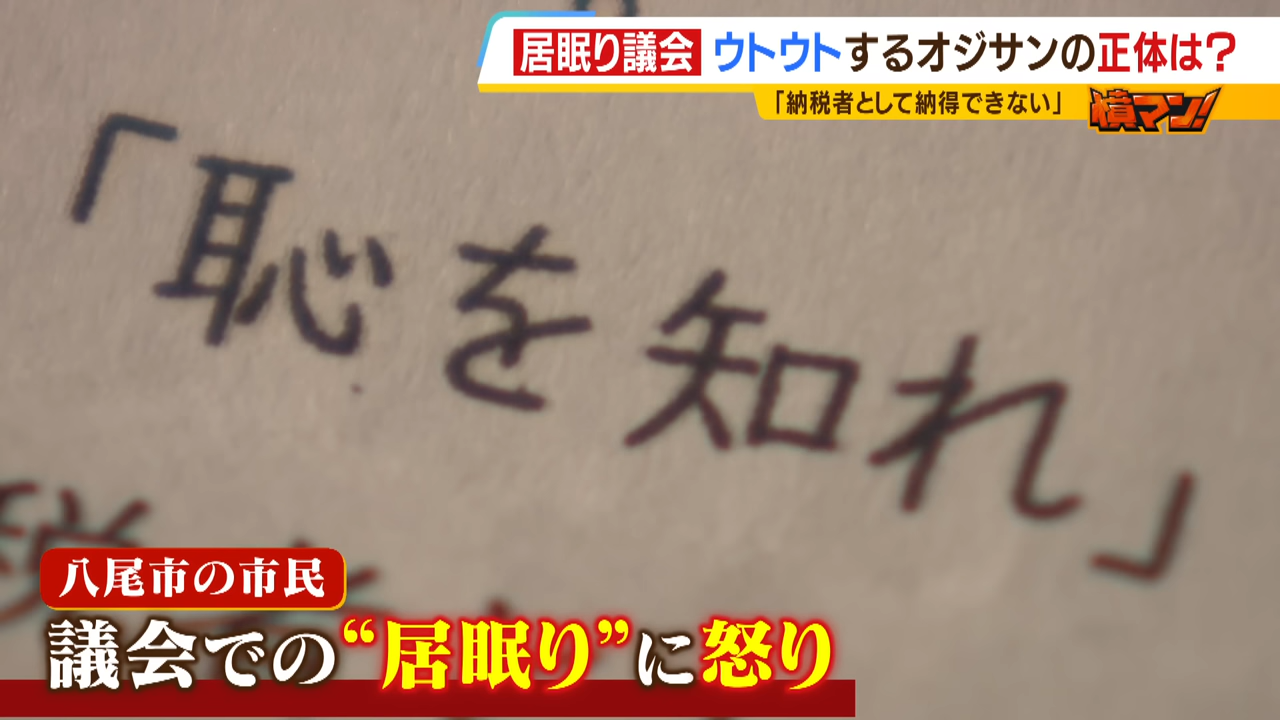 居眠り議会 ウトウトするオジサンの正体は?
「納税者として納得できない」 憤マン!
「恥を知れ」
税
八尾市の市民
議会での“居眠り”に怒り